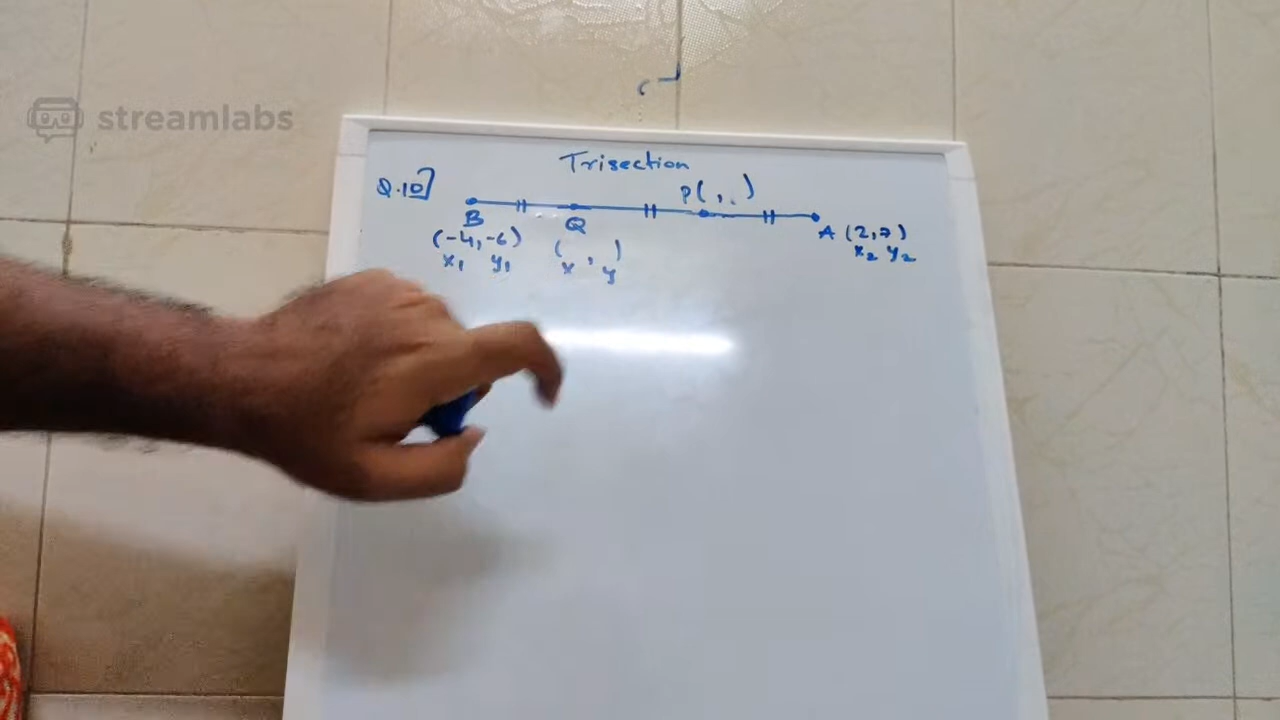 streamlabs
Trisection
Q.10]
P( , )
B Q A (2,7)
(-4,-6) ( , )
x₁ y₁ x y x₂ y₂